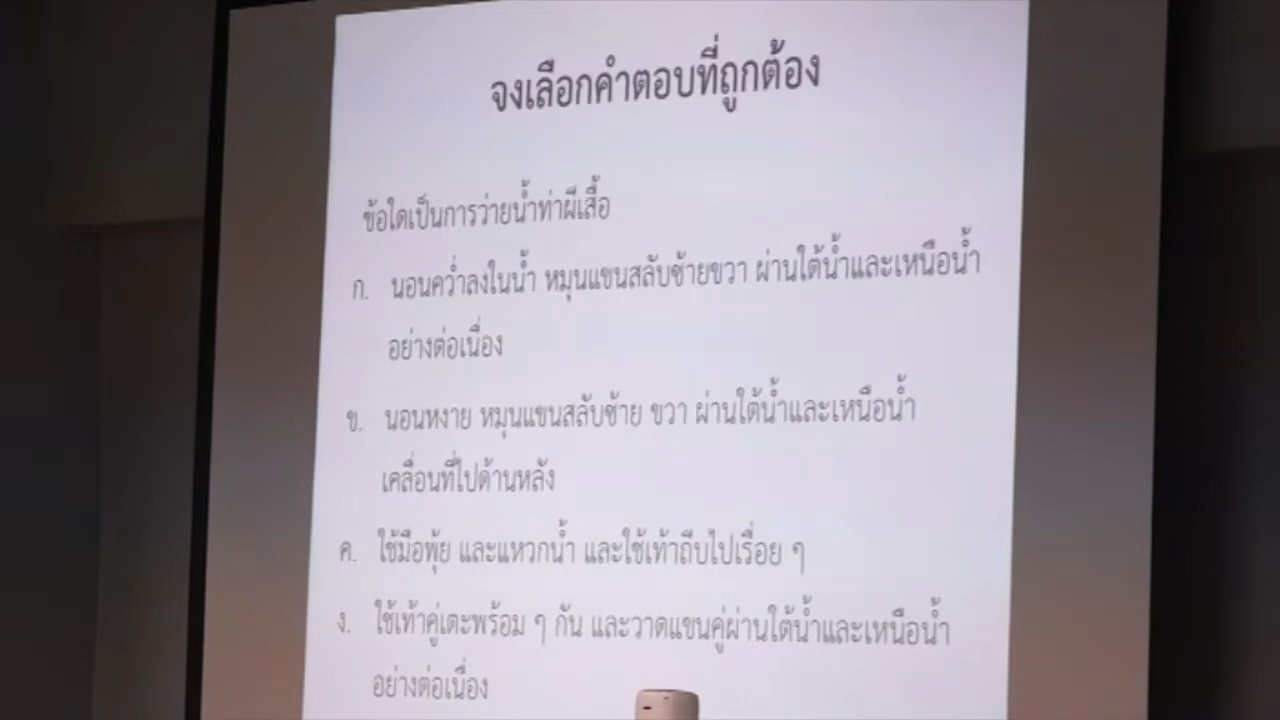 จงเลือกคำตอบที่ถูกต้อง
ข้อใดเป็นการว่ายน้ำท่าผีเสื้อ
ก. นอนคว่ำลงในน้ำ หมุนแขนสลับซ้ายขวา ผ่านใต้น้ำและเหนือน้ำ
อย่างต่อเนื่อง
ข. นอนหงาย หมุนแขนสลับซ้าย ขวา ผ่านใต้น้ำและเหนือน้ำ
เคลื่อนที่ไปด้านหลัง
ค. ใช้มือพุ้ย และแหวกน้ำ และใช้เท้าถีบไปเรื่อย ๆ
ง. ใช้เท้าคู่เตะพร้อม ๆ กัน และวาดแขนคู่ผ่านใต้น้ำและเหนือน้ำ
อย่างต่อเนื่อง